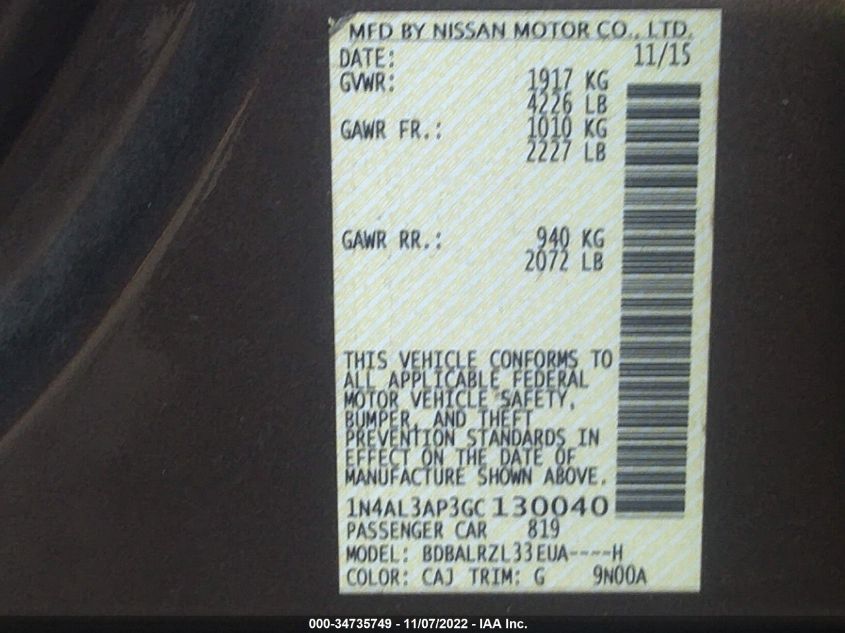 MFD BY NISSAN MOTOR CO., LTD.
DATE: 11/15
GVWR: 1917 KG
4226 LB
GAWR FR.: 1010 KG
2227 LB
GAWR RR.: 940 KG
2072 LB
THIS VEHICLE CONFORMS TO
ALL APPLICABLE FEDERAL
MOTOR VEHICLE SAFETY,
BUMPER, AND THEFT
PREVENTION STANDARDS IN
EFFECT ON THE DATE OF
MANUFACTURE SHOWN ABOVE.
1N4AL3AP3GC130040
PASSENGER CAR 819
MODEL: BDBALRZL33EUA----H
COLOR: CAJ TRIM: G 9N00A
000-34735749 - 11/07/2022 - IAA Inc.